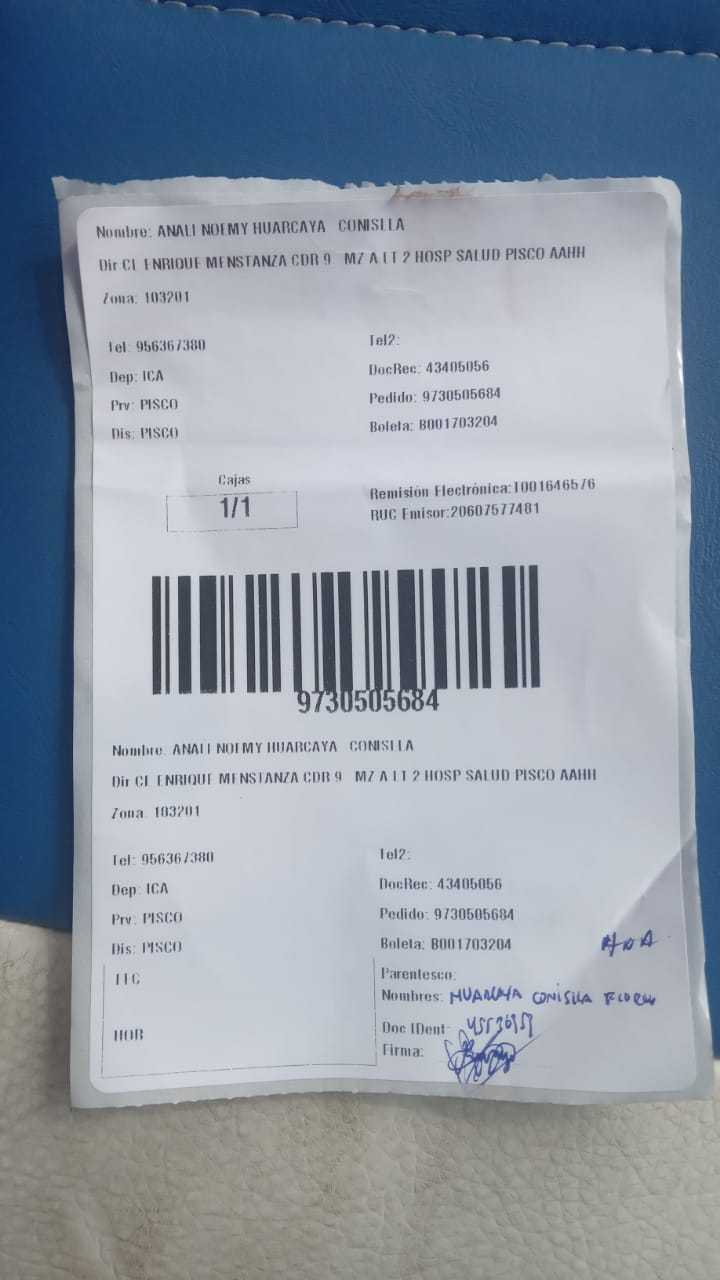 Nombre: ANALI NOEMY HUARCAYA CONISLLA
Dir CL ENRIQUE MENSTANZA CDR 9 MZ A LT 2 HOSP SALUD PISCO AAHH
Zona: 103201
Tel: 956367380 Tel2:
Dep: ICA DocRec: 43405056
Prv: PISCO Pedido: 9730505684
Dis: PISCO Boleta: B001703204
Cajas
1/1
Remisión Electrónica:T001646576
RUC Emisor:20607577481
9730505684
Nombre: ANALI NOEMY HUARCAYA CONISLLA
Dir CL ENRIQUE MENSTANZA CDR 9 MZ A LT 2 HOSP SALUD PISCO AAHH
Zona: 103201
Tel: 956367380 Tel2:
Dep: ICA DocRec: 43405056
Prv: PISCO Pedido: 9730505684
Dis: PISCO Boleta: B001703204
Parentesco:
Nombres: HUARCAYA CONISLLA
HOR Doc IDent:
Firma: